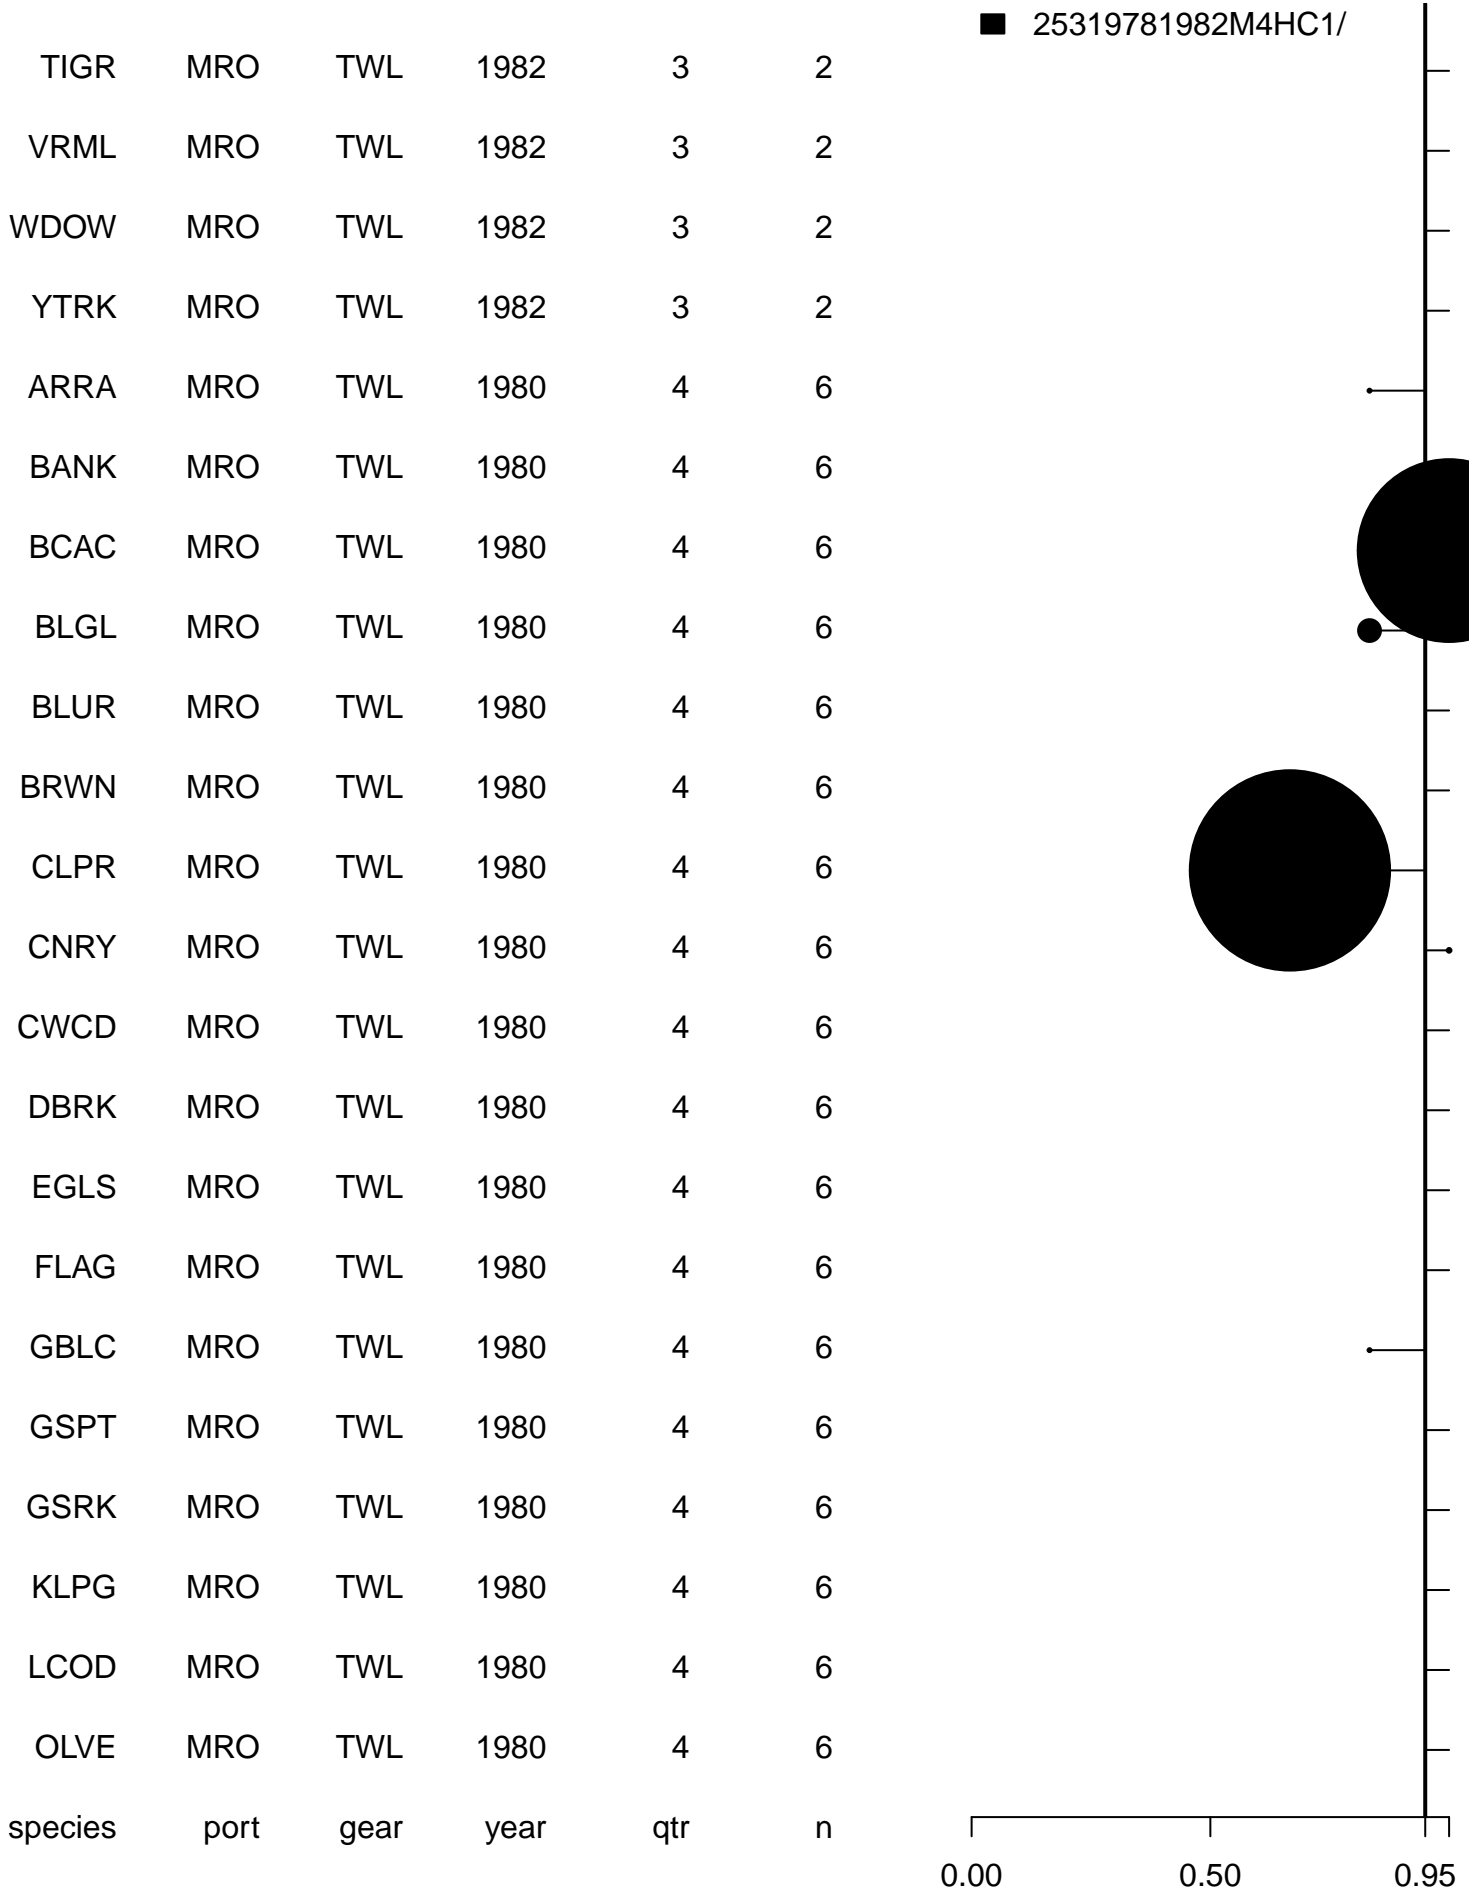 25319781982M4HC1/
TIGR MRO TWL 1982 3 2
VRML MRO TWL 1982 3 2
WDOW MRO TWL 1982 3 2
YTRK MRO TWL 1982 3 2
ARRA MRO TWL 1980 4 6
BANK MRO TWL 1980 4 6
BCAC MRO TWL 1980 4 6
BLGL MRO TWL 1980 4 6
BLUR MRO TWL 1980 4 6
BRWN MRO TWL 1980 4 6
CLPR MRO TWL 1980 4 6
CNRY MRO TWL 1980 4 6
CWCD MRO TWL 1980 4 6
DBRK MRO TWL 1980 4 6
EGLS MRO TWL 1980 4 6
FLAG MRO TWL 1980 4 6
GBLC MRO TWL 1980 4 6
GSPT MRO TWL 1980 4 6
GSRK MRO TWL 1980 4 6
KLPG MRO TWL 1980 4 6
LCOD MRO TWL 1980 4 6
OLVE MRO TWL 1980 4 6
species port gear year qtr n
0.00 0.50 0.95